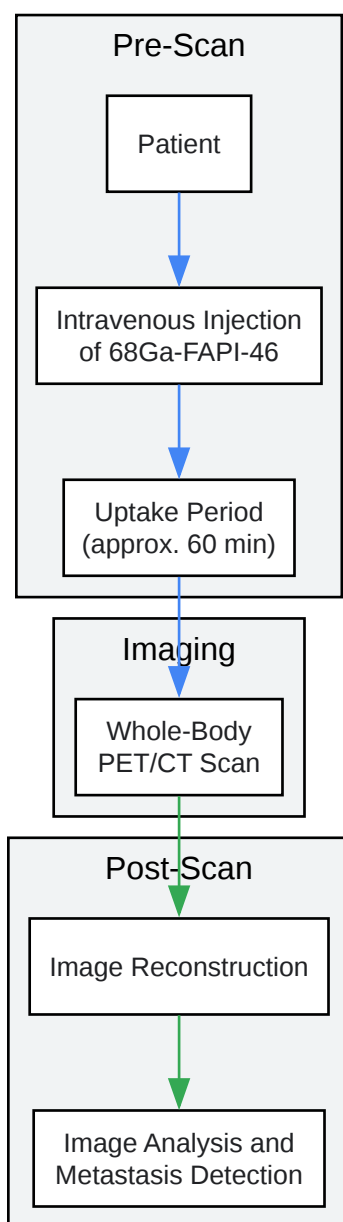 Pre-Scan
Patient
Intravenous Injection
of 68Ga-FAPI-46
Uptake Period
(approx. 60 min)
Imaging
Whole-Body
PET/CT Scan
Post-Scan
Image Reconstruction
Image Analysis and
Metastasis Detection